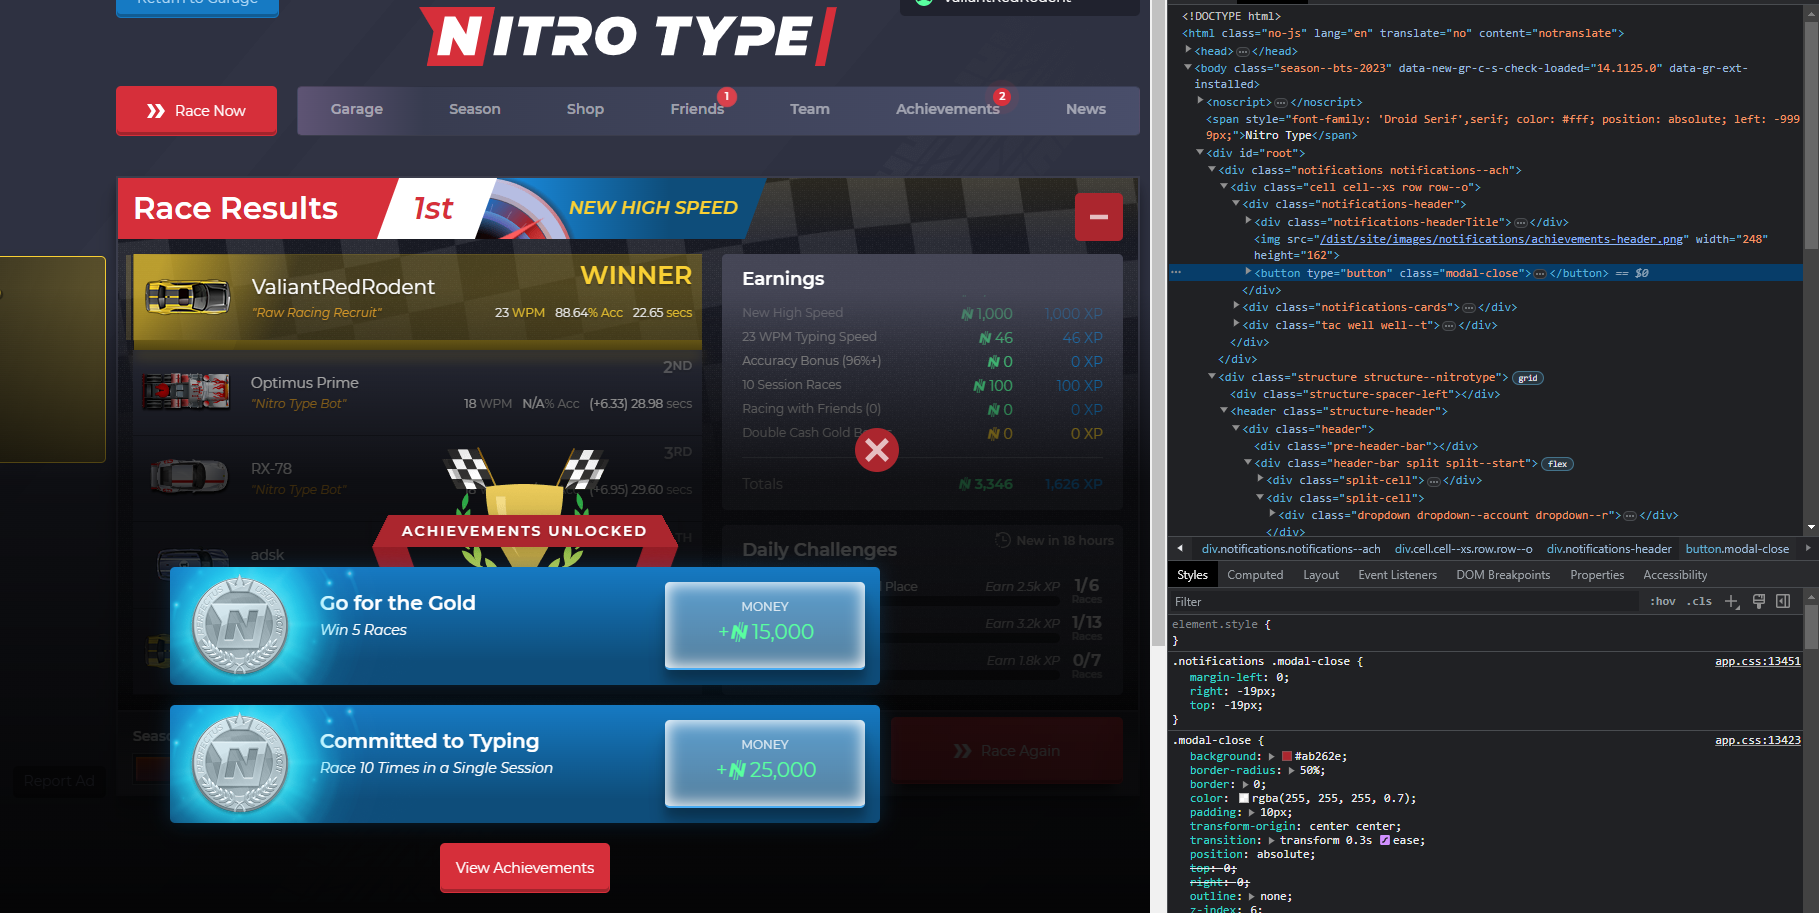 Return to Garage
ValiantRedRodent
NITRO TYPE
Race Now
Garage
Season
Shop
Friends
1
Team
Achievements
2
News
Race Results
1st
NEW HIGH SPEED
WINNER
ValiantRedRodent
"Raw Racing Recruit"
23 WPM 88.64% Acc 22.65 secs
2ND
Optimus Prime
"Nitro Type Bot"
18 WPM N/A% Acc (+6.33) 28.98 secs
3RD
RX-78
"Nitro Type Bot"
(+6.95) 29.60 secs
adsk
Earnings
New High Speed 1,000 1,000 XP
23 WPM Typing Speed 46 46 XP
Accuracy Bonus (96%+) 0 0 XP
10 Session Races 100 100 XP
Racing with Friends (0) 0 0 XP
Double Cash Gold 0 0 XP
Totals 3,346 1,626 XP
Daily Challenges
New in 18 hours
Place Earn 2.5k XP 1/6
Races
Earn 3.2k XP 1/13
Races
Earn 1.8k XP 0/7
Races
ACHIEVEMENTS UNLOCKED
Go for the Gold
Win 5 Races
MONEY
+N 15,000
Committed to Typing
Race 10 Times in a Single Session
MONEY
+N 25,000
Race Again
Report Ad
View Achievements
<!DOCTYPE html>
<html class="no-js" lang="en" translate="no" content="notranslate">
<head>…</head>
<body class="season--bts-2023" data-new-gr-c-s-check-loaded="14.1125.0" data-gr-ext-
installed>
<noscript>…</noscript>
<span style="font-family: 'Droid Serif',serif; color: #fff; position: absolute; left: -999
9px;">Nitro Type</span>
<div id="root">
<div class="notifications notifications--ach">
<div class="cell cell--xs row row--o">
<div class="notifications-header">
<div class="notifications-headerTitle">…</div>
<img src="/dist/site/images/notifications/achievements-header.png" width="248"
height="162">
<button type="button" class="modal-close">…</button> == $0
</div>
<div class="notifications-cards">…</div>
<div class="tac well well--t">…</div>
</div>
</div>
<div class="structure structure--nitrotype"> grid
<div class="structure-spacer-left"></div>
<header class="structure-header">
<div class="header">
<div class="pre-header-bar"></div>
<div class="header-bar split split--start"> flex
<div class="split-cell">…</div>
<div class="split-cell">
<div class="dropdown dropdown--account dropdown--r">…</div>
</div>
div.notifications.notifications--ach div.cell.cell--xs.row.row--o div.notifications-header button.modal-close
Styles Computed Layout Event Listeners DOM Breakpoints Properties Accessibility
Filter :hov .cls
element.style {
}
.notifications .modal-close { app.css:13451
margin-left: 0;
right: -19px;
top: -19px;
}
.modal-close { app.css:13423
background: #ab262e;
border-radius: 50%;
border: 0;
color: rgba(255, 255, 255, 0.7);
padding: 10px;
transform-origin: center center;
transition: transform 0.3s ease;
position: absolute;
top: 0;
right: 0;
outline: none;
z-index: 6;